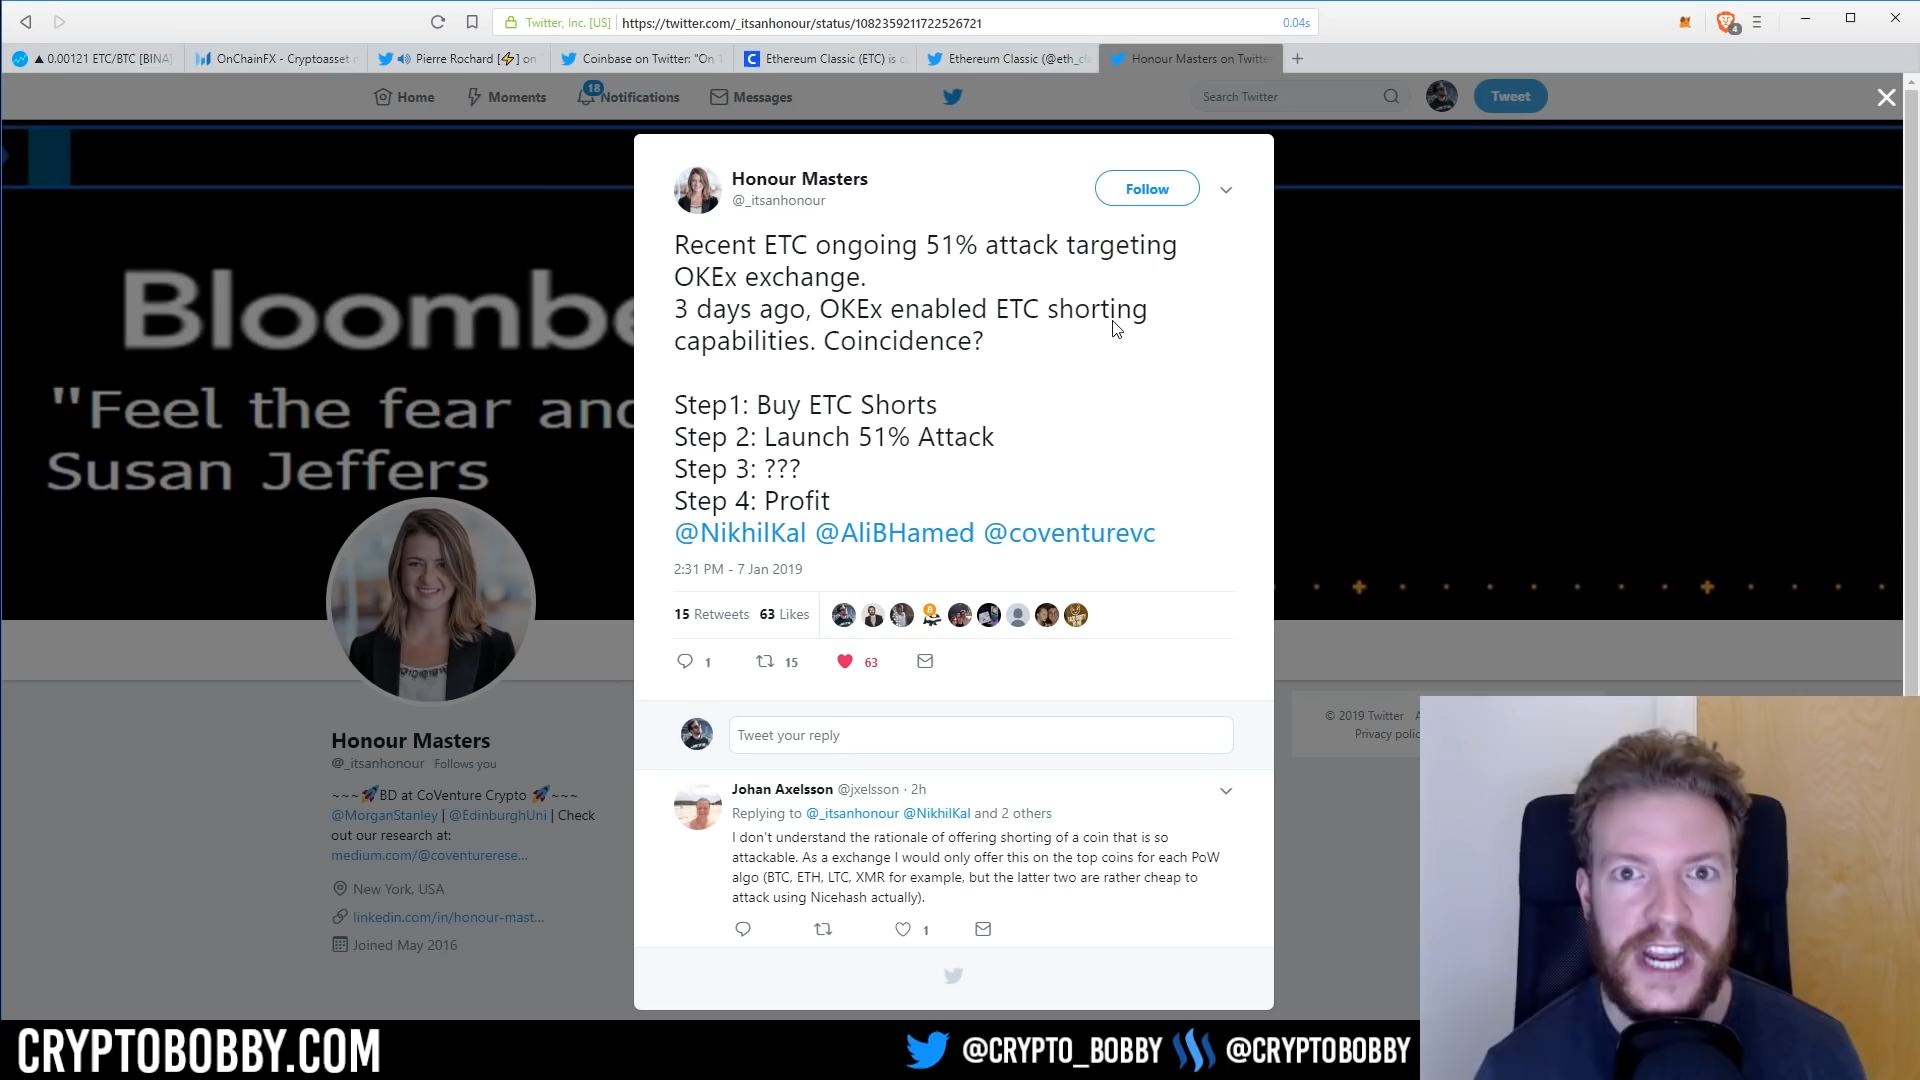 Twitter, Inc. [US] https://twitter.com/_itsanhonour/status/1082359211722526721 0.04s
4
▲ 0.00121 ETC/BTC [BINA
OnChainFX - Cryptoasset
Pierre Rochard [⚡] on
Coinbase on Twitter: "On
Ethereum Classic (ETC) is
Ethereum Classic (@eth_cl
Honour Masters on Twitte
Home
Moments
18
Notifications
Messages
Search Twitter
Tweet
Bloombe
"Feel the fear and
Susan Jeffers
Honour Masters
@_itsanhonour
Follow
Recent ETC ongoing 51% attack targeting
OKEx exchange.
3 days ago, OKEx enabled ETC shorting
capabilities. Coincidence?
Step1: Buy ETC Shorts
Step 2: Launch 51% Attack
Step 3: ???
Step 4: Profit
@NikhilKal @AliBHamed @coventurevc
2:31 PM - 7 Jan 2019
15 Retweets 63 Likes
1 15 63
Tweet your reply
Johan Axelsson @jxelsson · 2h
Replying to @_itsanhonour @NikhilKal and 2 others
I don't understand the rationale of offering shorting of a coin that is so
attackable. As a exchange I would only offer this on the top coins for each PoW
algo (BTC, ETH, LTC, XMR for example, but the latter two are rather cheap to
attack using Nicehash actually).
1
Honour Masters
@_itsanhonour Follows you
~~~🚀BD at CoVenture Crypto 🚀~~~
@MorganStanley | @EdinburghUni | Check
out our research at:
medium.com/@coventurerese...
New York, USA
linkedin.com/in/honour-mast...
Joined May 2016
© 2019 Twitter A
Privacy polic
CRYPTOBOBBY.COM
@CRYPTO_BOBBY
@CRYPTOBOBBY